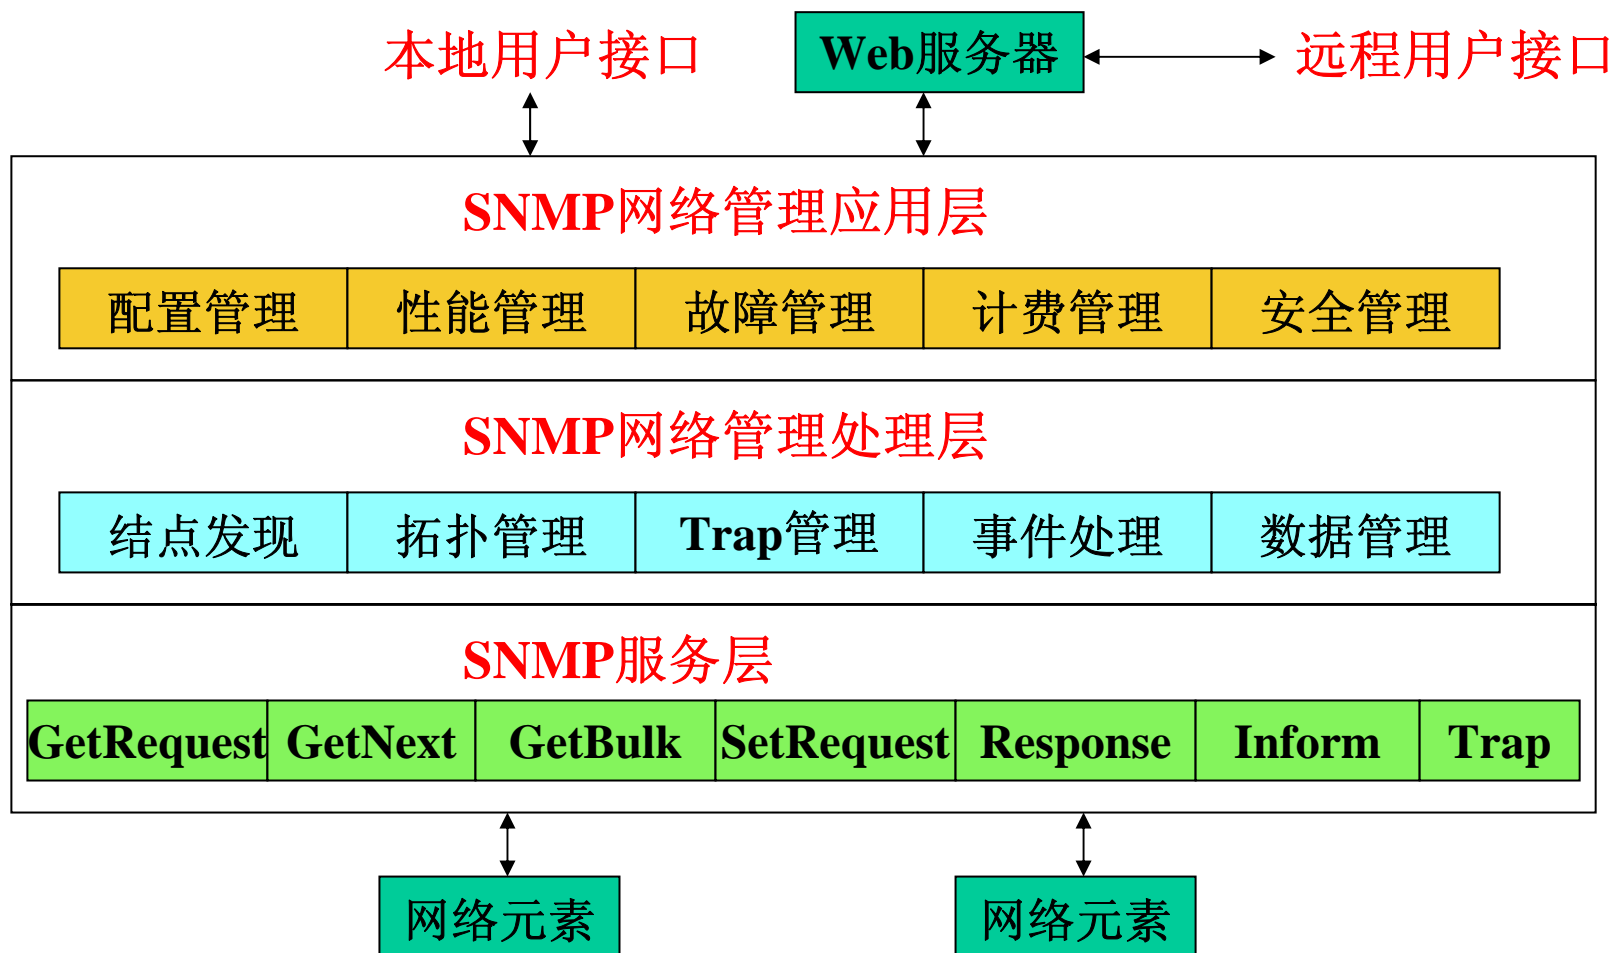 本地用户接口
Web服务器
远程用户接口
SNMP网络管理应用层
配置管理
性能管理
故障管理
计费管理
安全管理
SNMP网络管理处理层
结点发现
拓扑管理
Trap管理
事件处理
数据管理
SNMP服务层
GetRequest
GetNext
GetBulk
SetRequest
Response
Inform
Trap
网络元素
网络元素